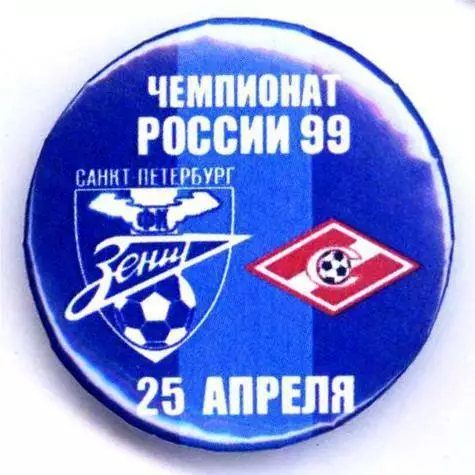 ЧЕМПИОНАТ
РОССИИ 99
САНКТ-ПЕТЕРБУРГ
ФК
Зенит
С
25 АПРЕЛЯ